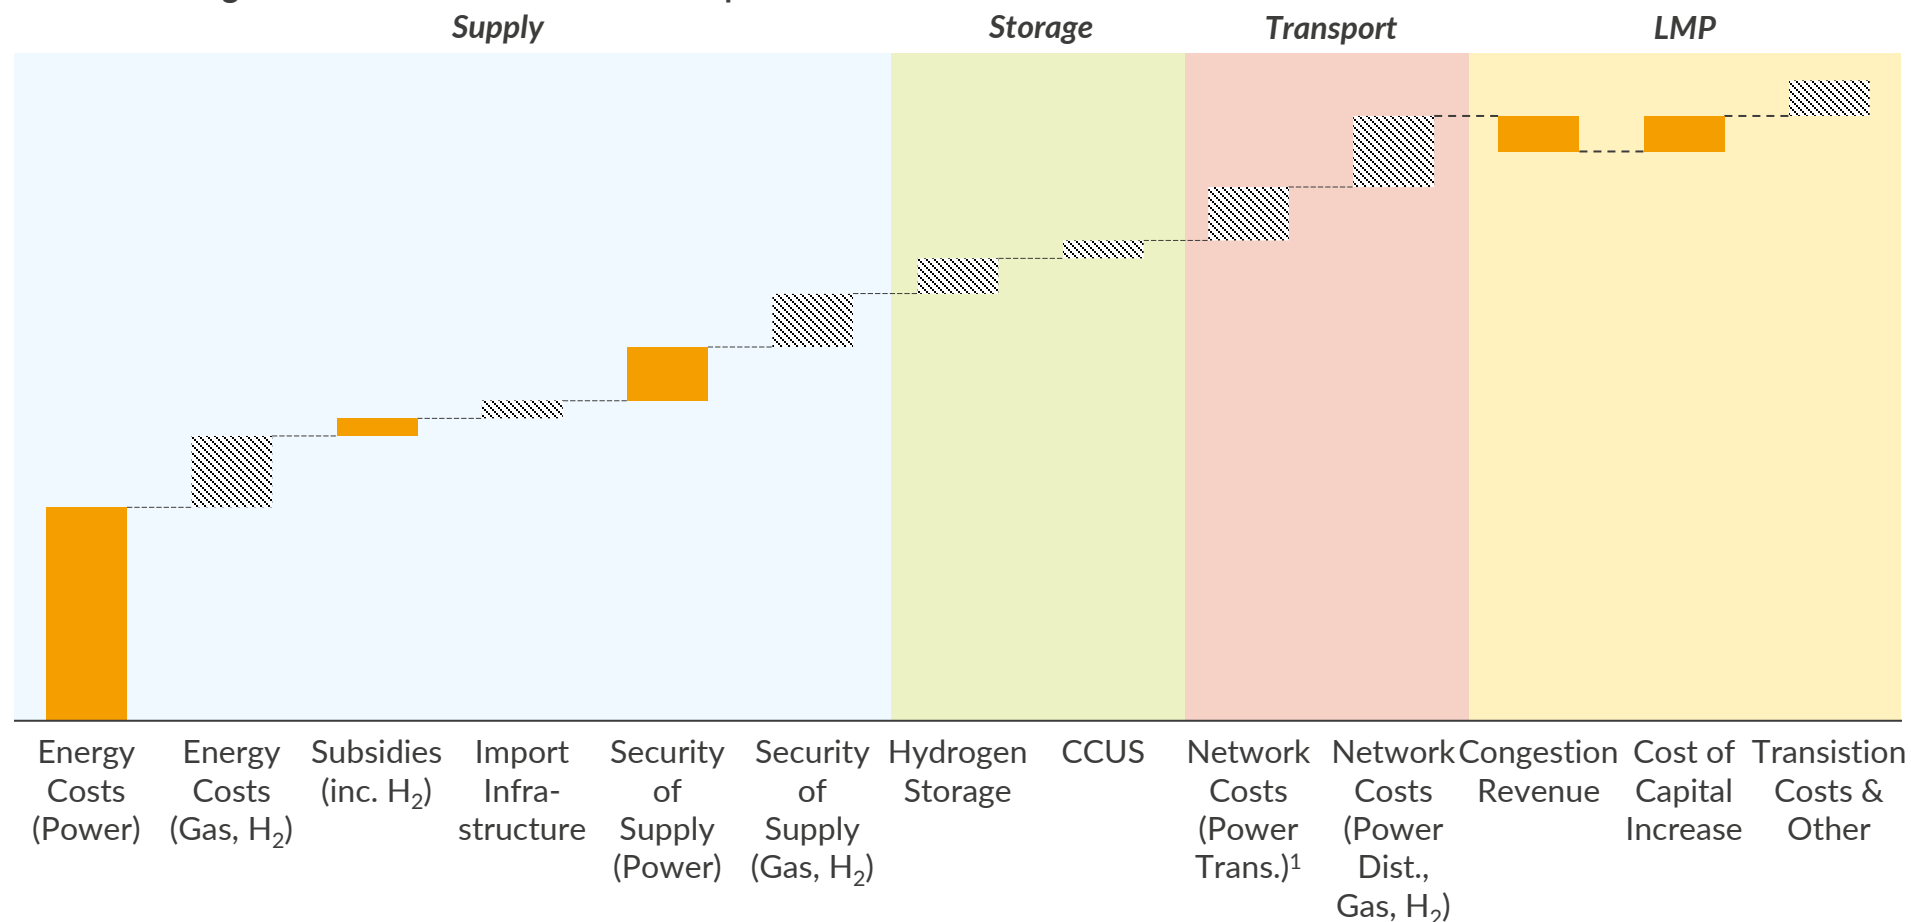 Supply
Storage
Transport
LMP
Energy
Costs
(Power)
Energy
Costs
(Gas, H₂)
Subsidies
(inc. H₂)
Import
Infra-
structure
Security
of
Supply
(Power)
Security
of
Supply
(Gas, H₂)
Hydrogen
Storage
CCUS
Network
Costs
(Power
Trans.)¹
Network
Costs
(Power
Dist.,
Gas, H₂)
Congestion
Revenue
Cost of
Capital
Increase
Transistion
Costs &
Other